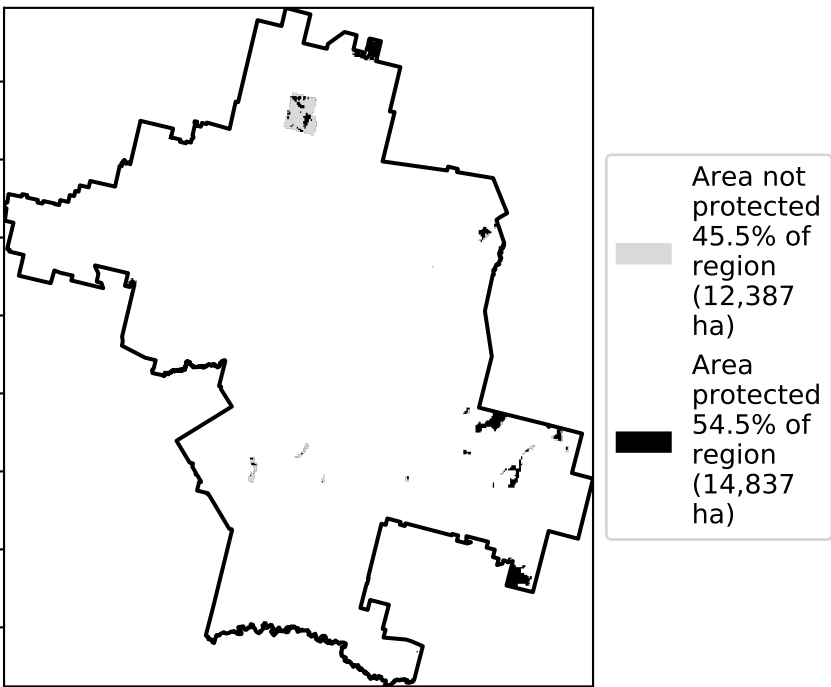 Area not
protected
45.5% of
region
(12,387
ha)
Area
protected
54.5% of
region
(14,837
ha)